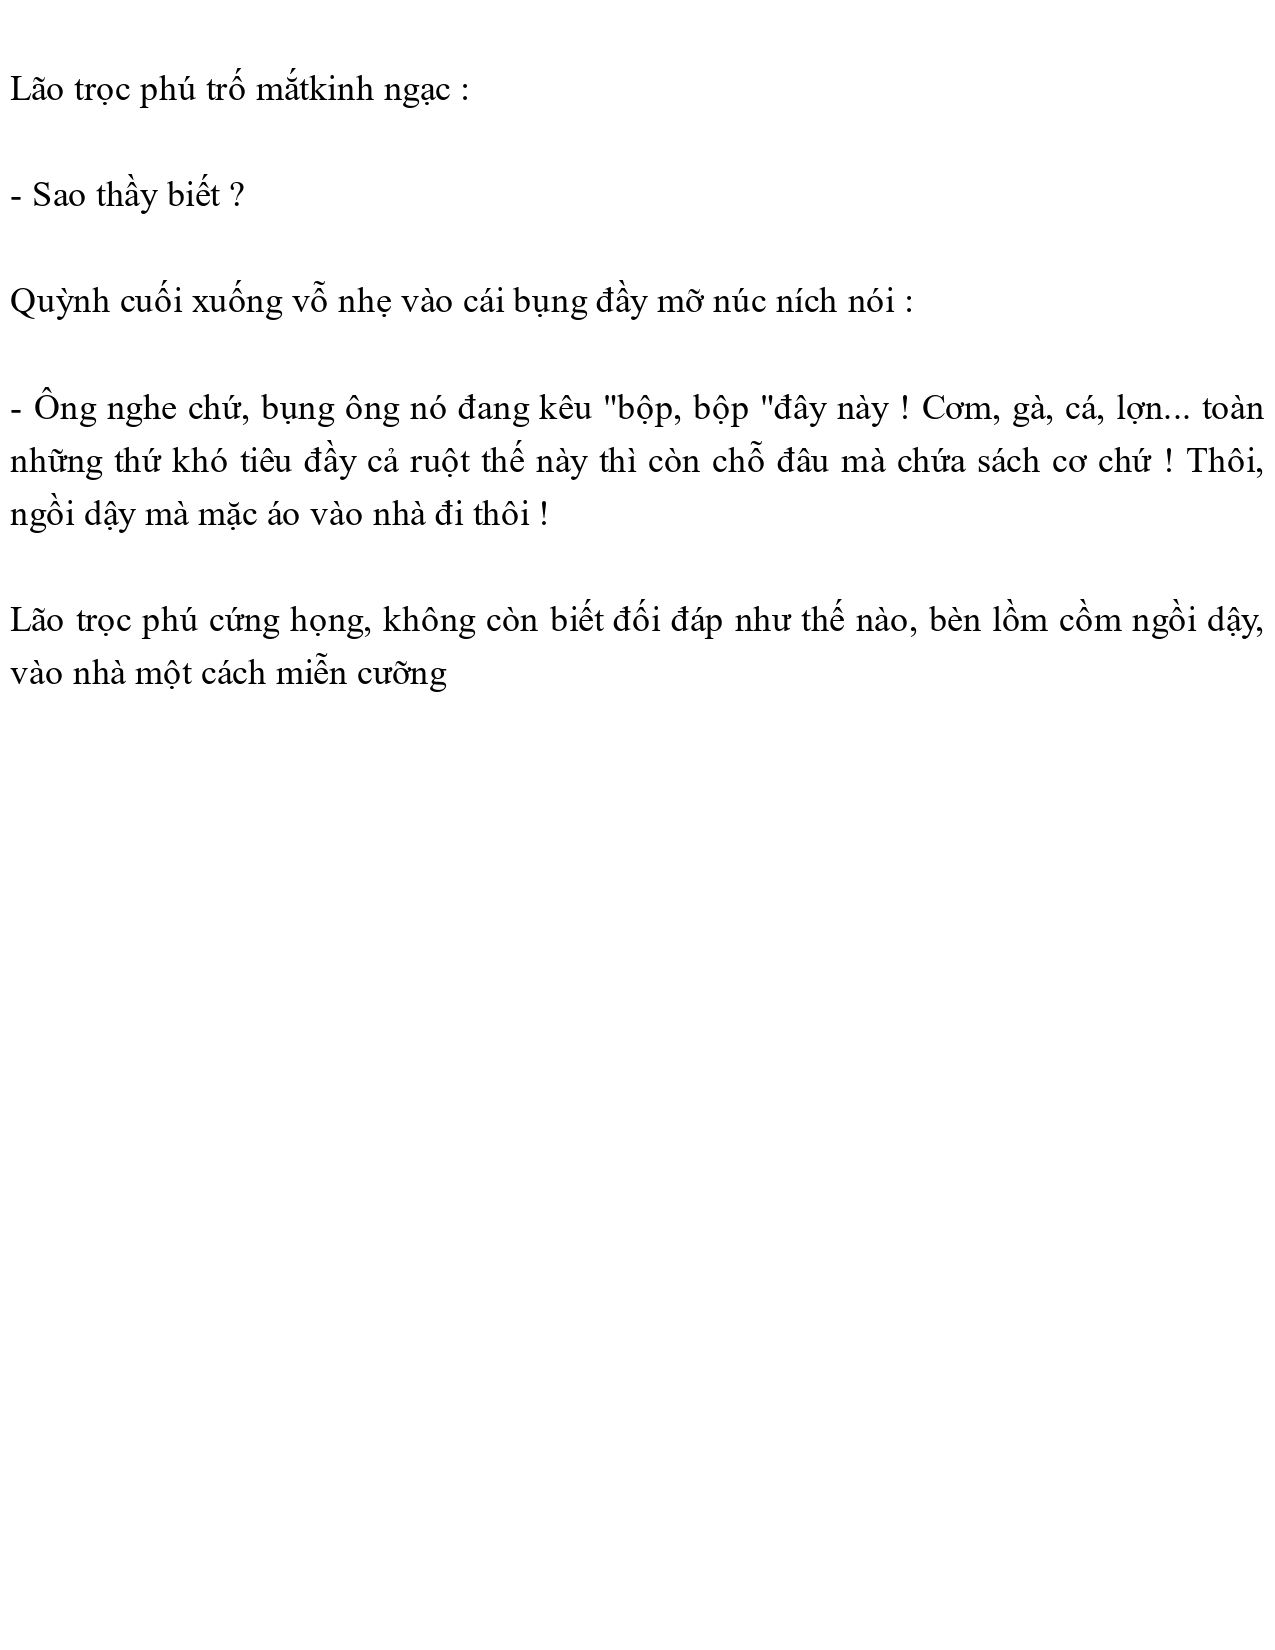 Lão trọc phú trố mắtkinh ngạc :
- Sao thầy biết ?
Quỳnh cuối xuống vỗ nhẹ vào cái bụng đầy mỡ núc ních nói :
- Ông nghe chứ, bụng ông nó đang kêu "bộp, bộp "đây này ! Cơm, gà, cá, lợn... toàn
những thứ khó tiêu đầy cả ruột thế này thì còn chỗ đâu mà chứa sách cơ chứ ! Thôi,
ngồi dậy mà mặc áo vào nhà đi thôi !
Lão trọc phú cứng họng, không còn biết đối đáp như thế nào, bèn lồm cồm ngồi dậy,
vào nhà một cách miễn cưỡng